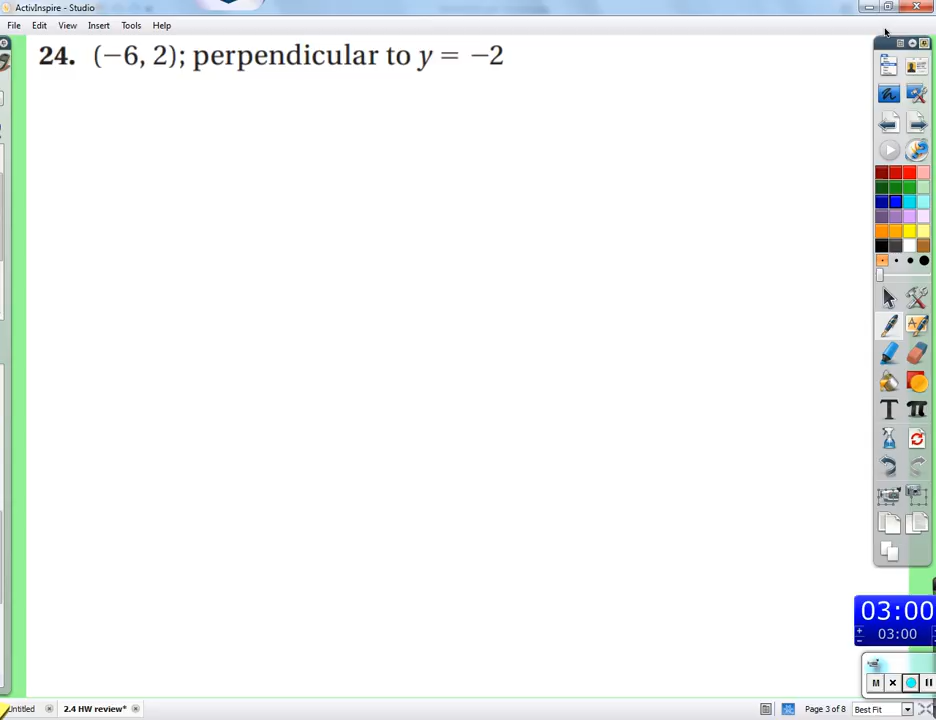 ActivInspire - Studio
File Edit View Insert Tools Help
24. (−6, 2); perpendicular to y = −2
T π
03:00
03:00
M
Untitled 2.4 HW review* Page 3 of 8 Best Fit